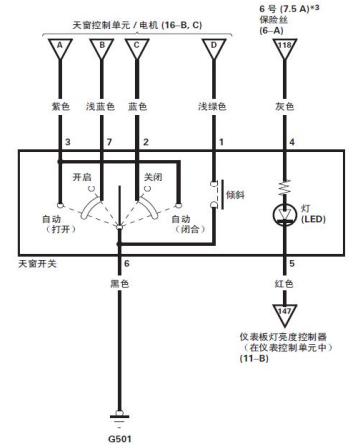 天窗控制单元 / 电机 (16–B, C)
6 号 (7.5 A)*3
保险丝
(6–A)
A
B
C
D
118
紫色
浅蓝色
蓝色
浅绿色
灰色
3
7
2
1
4
开启
关闭
倾斜
自动
(打开)
自动
(闭合)
灯
(LED)
天窗开关
6
5
黑色
红色
147
仪表板灯亮度控制器
(在仪表控制单元中)
(11–B)
G501